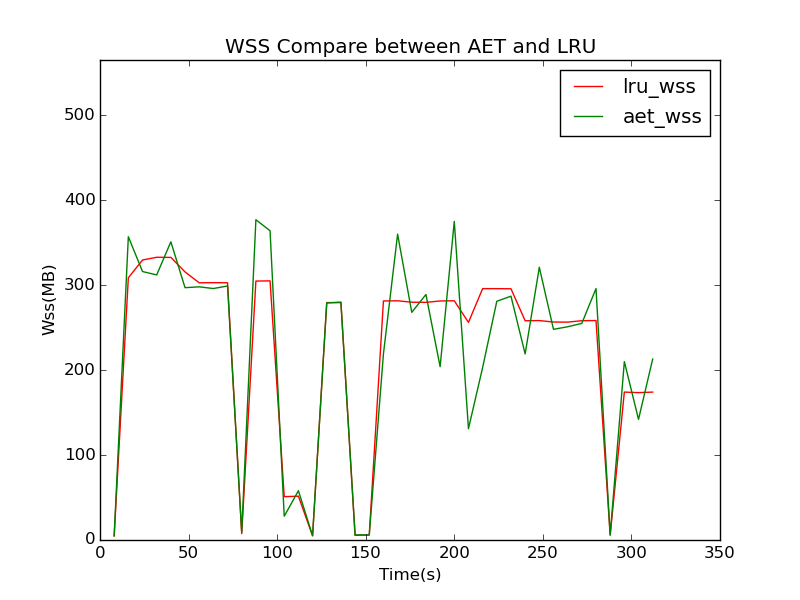 WSS Compare between AET and LRU
lru_wss
aet_wss
500
400
300
200
100
0
Wss(MB)
0 50 100 150 200 250 300 350
Time(s)